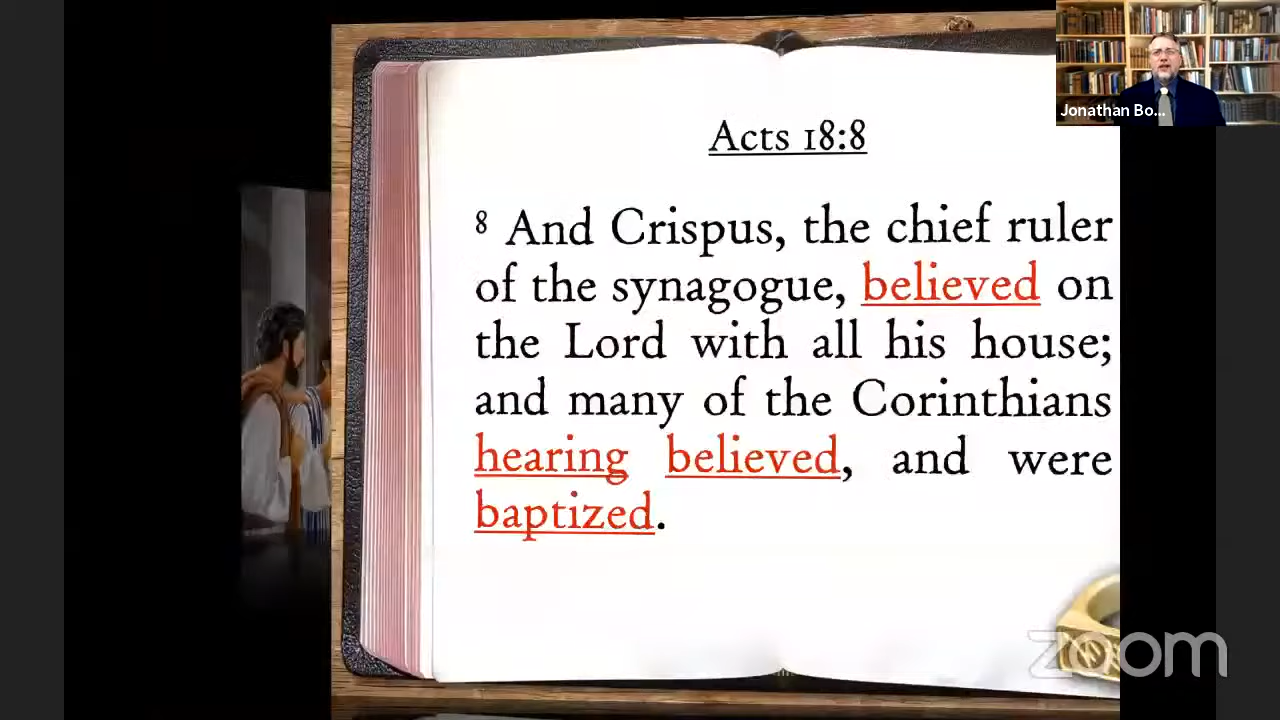 Jonathan Bo...
Acts 18:8
8 And Crispus, the chief ruler
of the synagogue, believed on
the Lord with all his house;
and many of the Corinthians
hearing believed, and were
baptized.
zoom